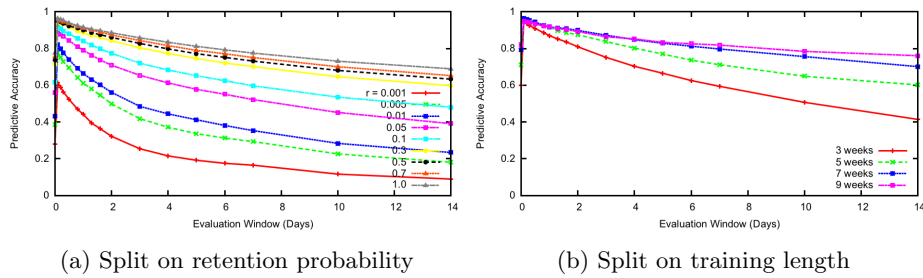 1
0.8
0.6
0.4
0.2
0
0 2 4 6 8 10 12 14
Predictive Accuracy
Evaluation Window (Days)
r = 0.001
0.005
0.01
0.05
0.1
0.3
0.5
0.7
1.0
(a) Split on retention probability
1
0.8
0.6
0.4
0.2
0
0 2 4 6 8 10 12 14
Predictive Accuracy
Evaluation Window (Days)
3 weeks
5 weeks
7 weeks
9 weeks
(b) Split on training length